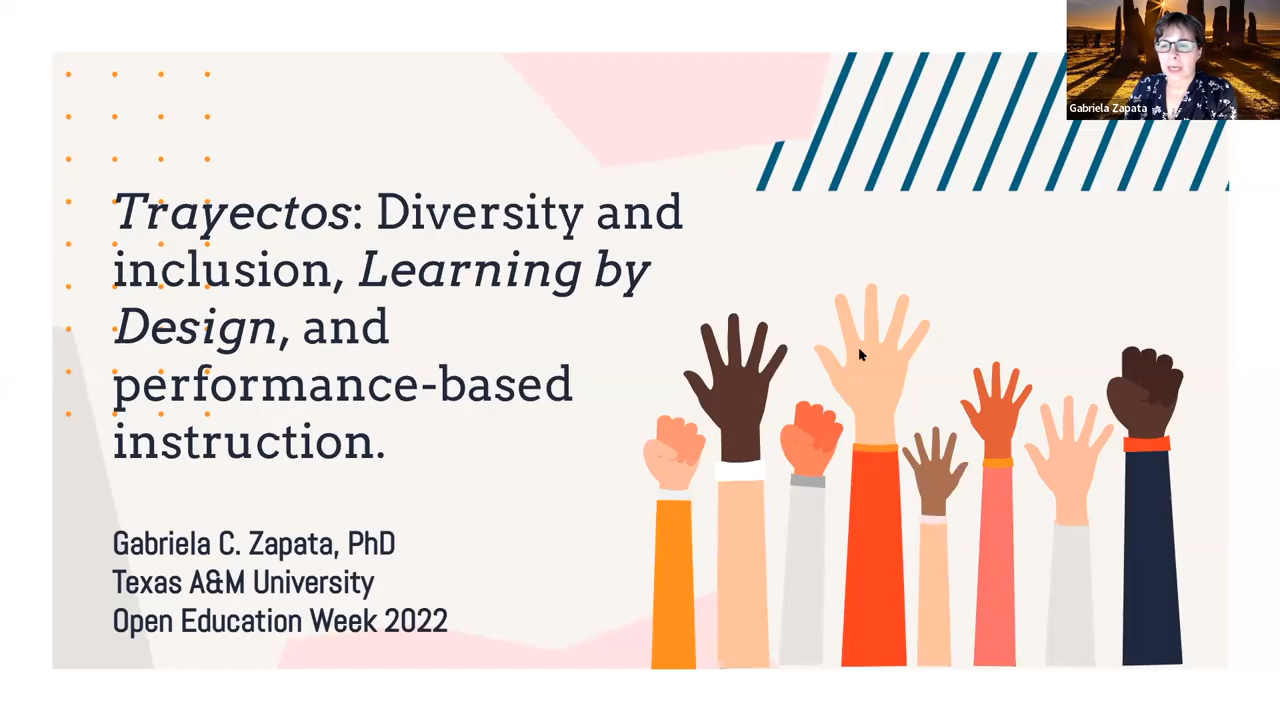 Gabriela Zapata
Trayectos: Diversity and
inclusion, Learning by
Design, and
performance-based
instruction.
Gabriela C. Zapata, PhD
Texas A&M University
Open Education Week 2022